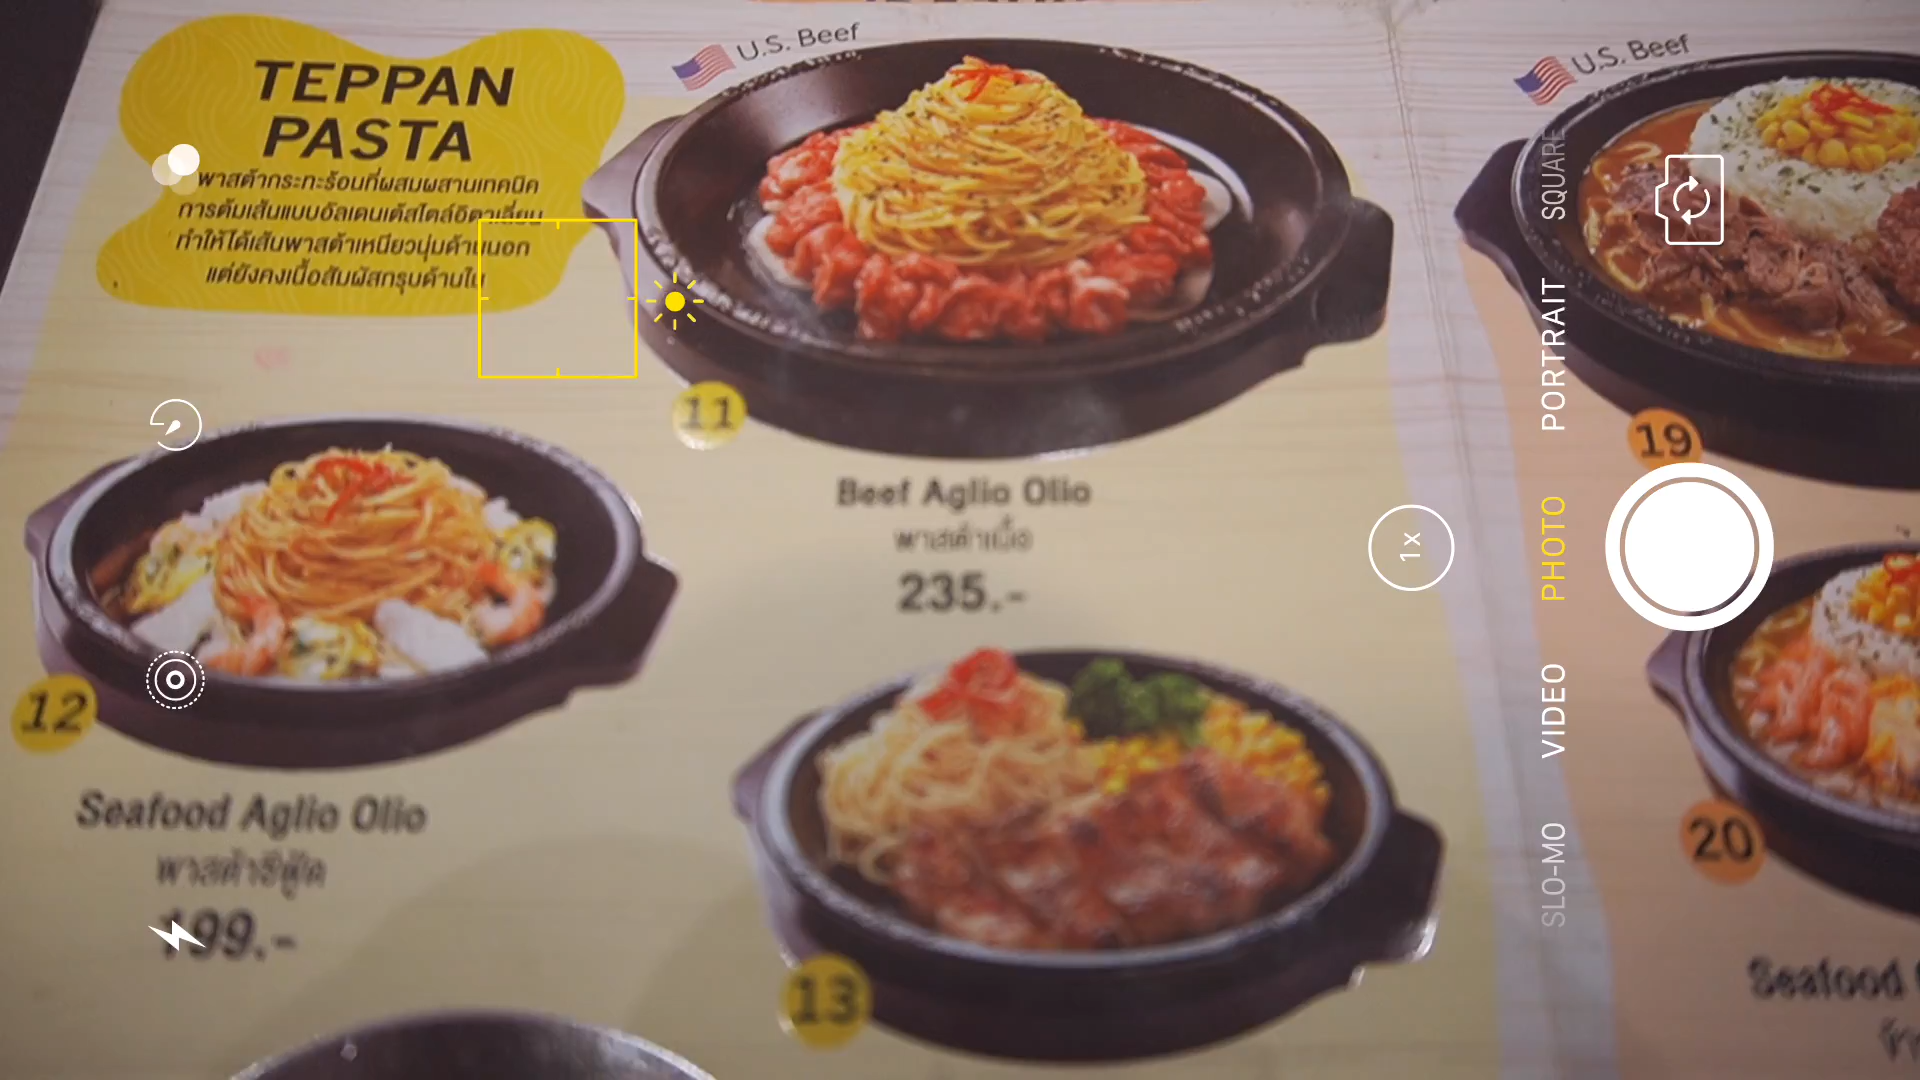 TEPPAN
PASTA
พาสต้ากระทะร้อนที่ผสมผสานเทคนิค
การต้มเส้นแบบอัลเดนเต้สไตล์อิตาเลี่ยน
ทำให้ได้เส้นพาสต้าเหนียวนุ่มด้านนอก
แต่ยังคงเนื้อสัมผัสกรุบด้านใน
U.S. Beef
11
Beef Aglio Olio
พาสต้าเนื้อ
235.-
12
Seafood Aglio Olio
พาสต้าซีฟู้ด
199.-
13
U.S. Beef
19
20
Seafood
1x
SQUARE
PORTRAIT
PHOTO
VIDEO
SLO-MO